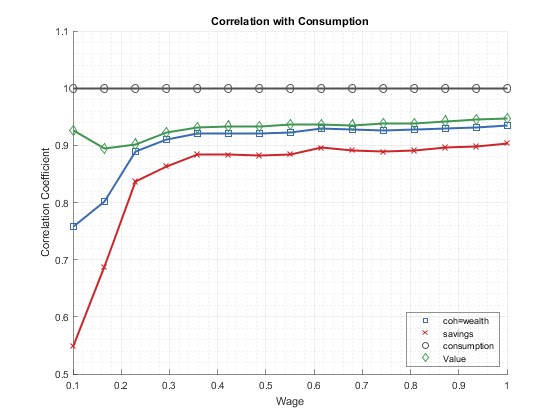 Correlation with Consumption
1.1
1
0.9
0.8
0.7
0.6
0.5
Correlation Coefficient
0.1 0.2 0.3 0.4 0.5 0.6 0.7 0.8 0.9 1
Wage
coh=wealth
savings
consumption
Value